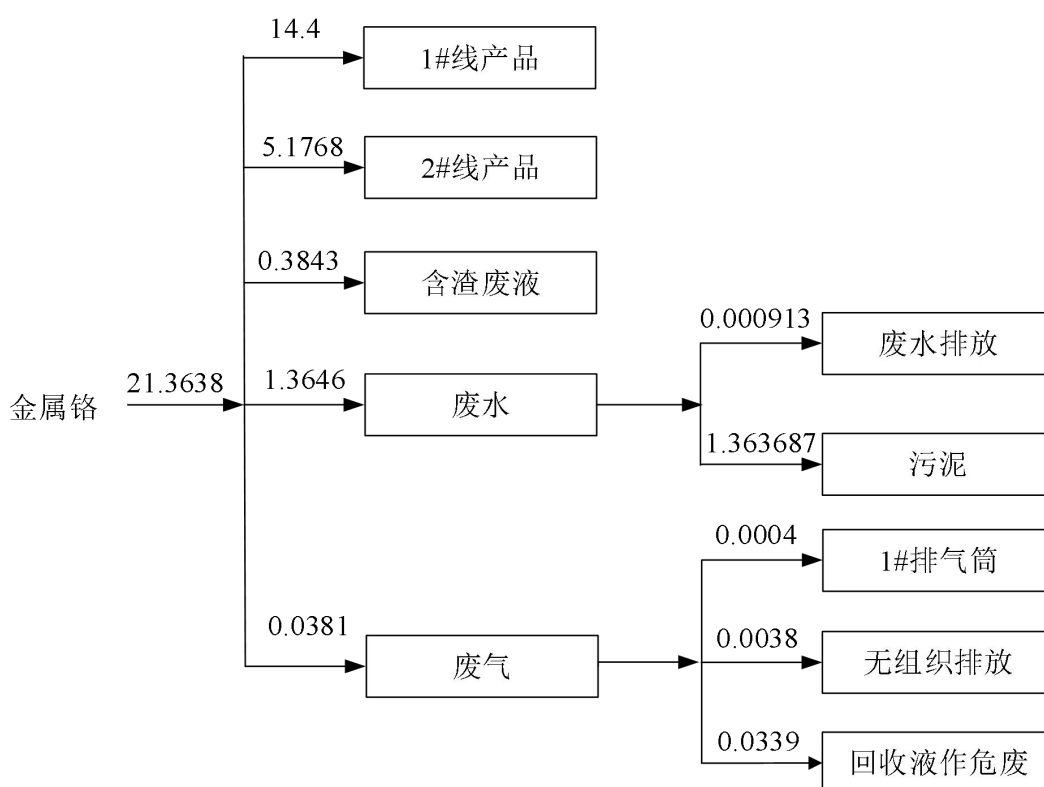 14.4
1#线产品
5.1768
2#线产品
0.3843
含渣废液
0.000913
废水排放
金属铬
21.3638
1.3646
废水
1.363687
污泥
0.0004
1#排气筒
0.0381
废气
0.0038
无组织排放
0.0339
回收液作危废